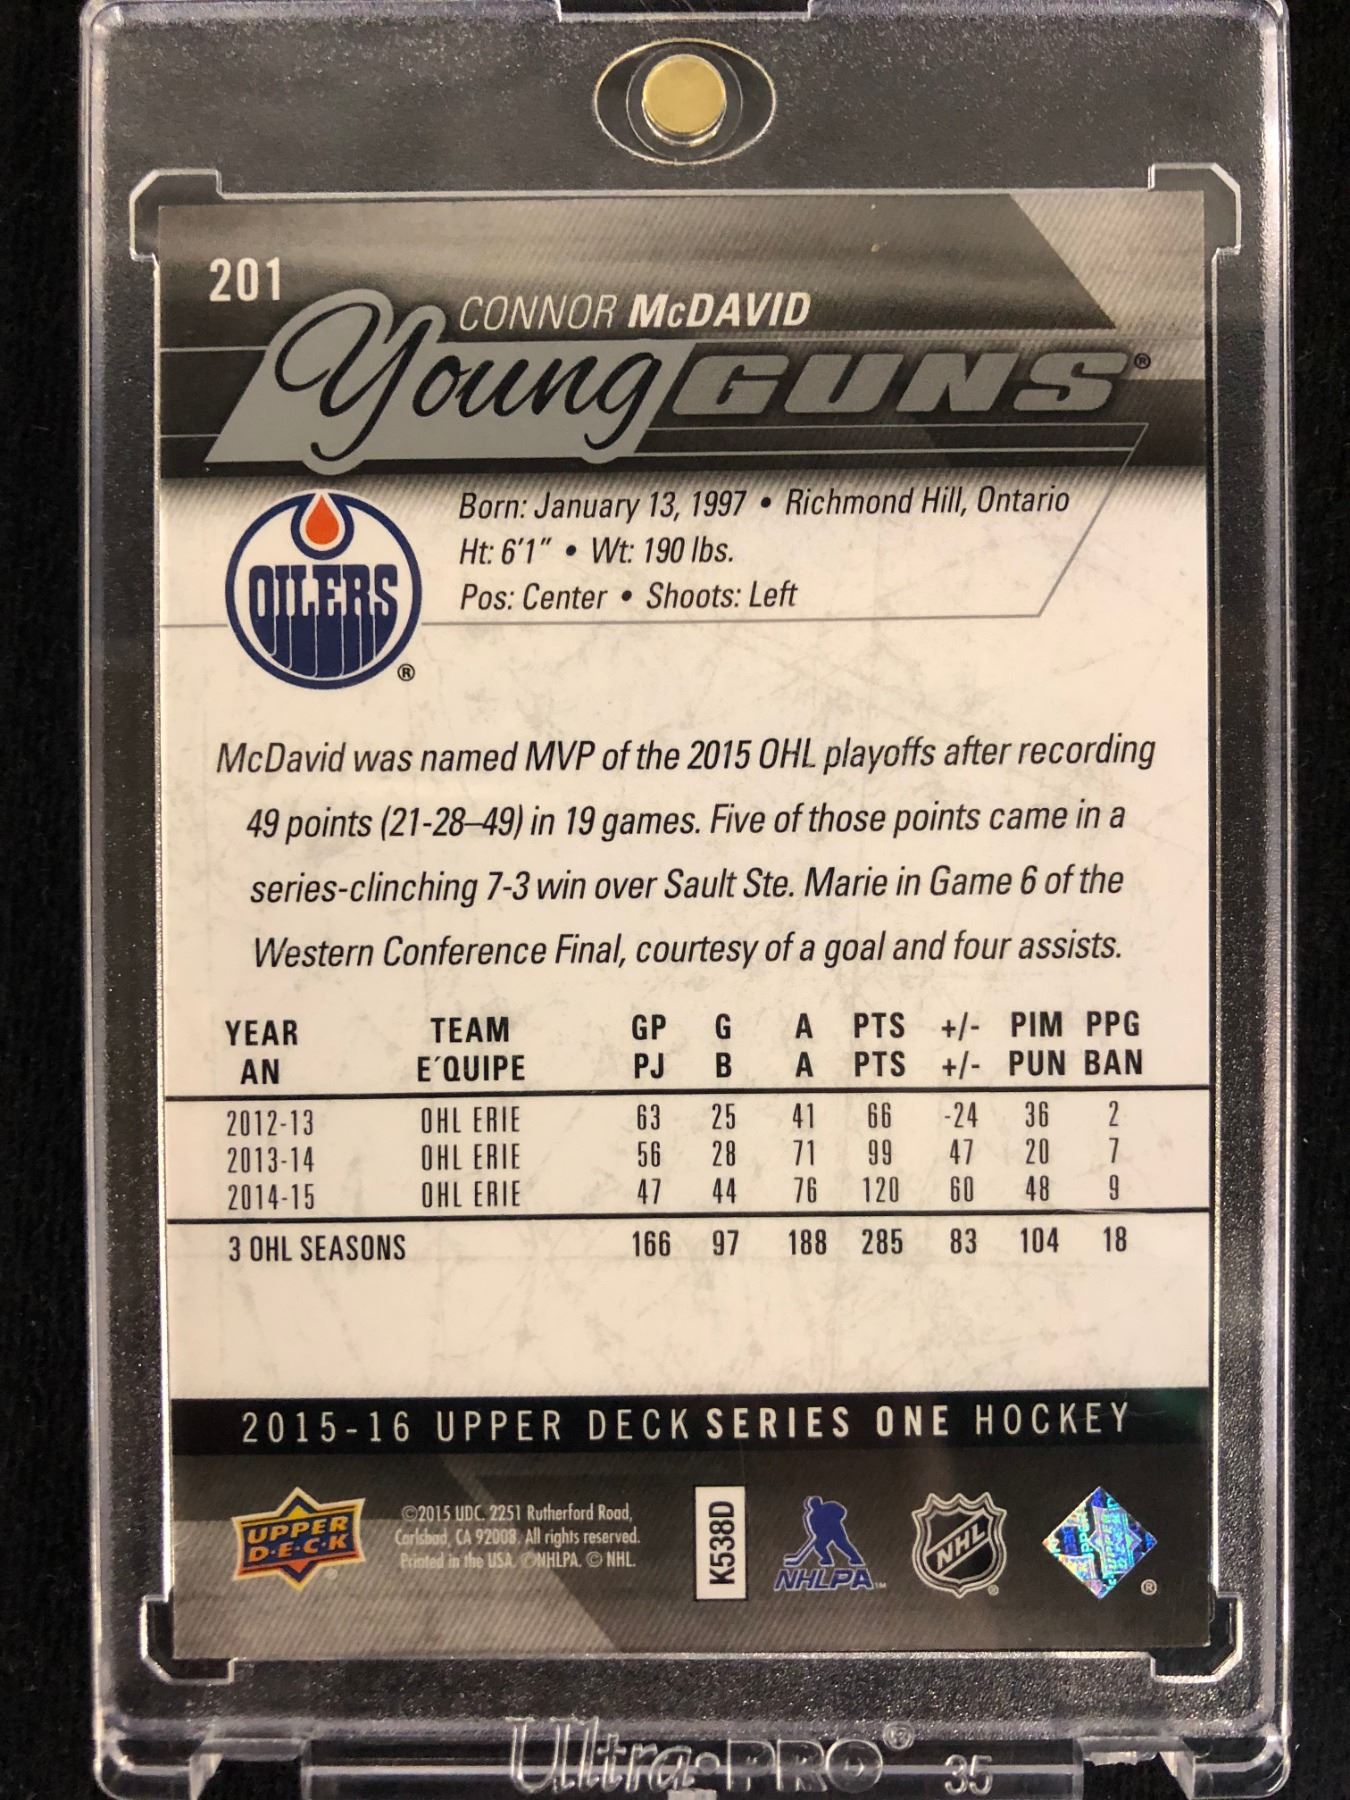 201
CONNOR McDAVID
Young GUNS®
Born: January 13, 1997 • Richmond Hill, Ontario
Ht: 6'1" • Wt: 190 lbs.
Pos: Center • Shoots: Left
OILERS
®
McDavid was named MVP of the 2015 OHL playoffs after recording
49 points (21-28–49) in 19 games. Five of those points came in a
series-clinching 7-3 win over Sault Ste. Marie in Game 6 of the
Western Conference Final, courtesy of a goal and four assists.
YEAR TEAM GP G A PTS +/- PIM PPG
AN E´QUIPE PJ B A PTS +/- PUN BAN
2012-13 OHL ERIE 63 25 41 66 -24 36 2
2013-14 OHL ERIE 56 28 71 99 47 20 7
2014-15 OHL ERIE 47 44 76 120 60 48 9
3 OHL SEASONS 166 97 188 285 83 104 18
2015-16 UPPER DECK SERIES ONE HOCKEY
UPPER
D·E·C·K
®
©2015 UDC. 2251 Rutherford Road,
Carlsbad, CA 92008. All rights reserved.
Printed in the USA. ©NHLPA. © NHL.
K538D
NHLPA™
NHL
®
®
Ultra•PRO® 35